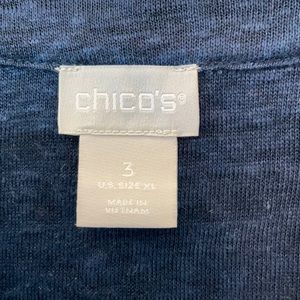 chico's®
3
U.S. SIZE XL
MADE IN
VIETNAM